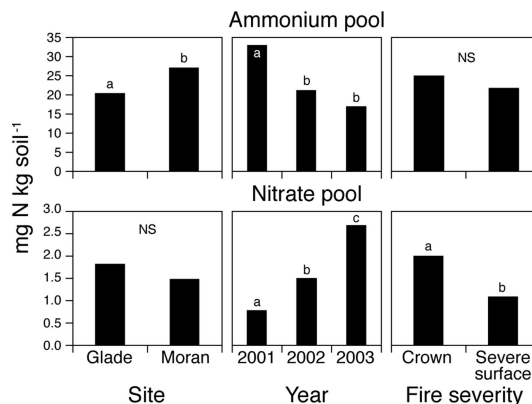 Ammonium pool
35
30
25
20
15
10
5
0
a
b
a
b
b
NS
mg N kg soil-1
Nitrate pool
3.0
2.5
2.0
1.5
1.0
0.5
0.0
NS
a
b
c
a
b
Glade Moran 2001 2002 2003 Crown Severe
surface
Site Year Fire severity